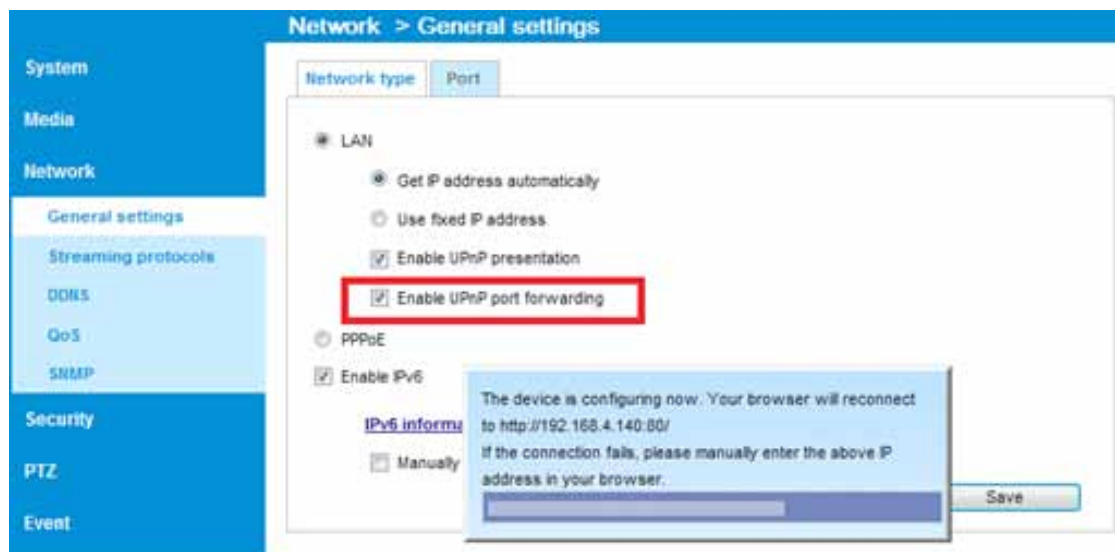 Network > General settings
System
Media
Network
General settings
Streaming protocols
DDNS
QoS
SNMP
Security
PTZ
Event
Network type
Port
LAN
Get IP address automatically
Use fixed IP address
Enable UPnP presentation
Enable UPnP port forwarding
PPPoE
Enable IPv6
IPv6 informa
Manually
The device is configuring now. Your browser will reconnect
to http://192.168.4.140:80/
If the connection fails, please manually enter the above IP
address in your browser.
Save